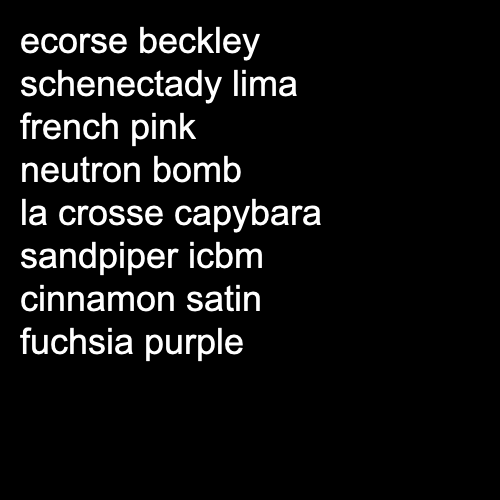 ecorse beckley
schenectady lima
french pink
neutron bomb
la crosse capybara
sandpiper icbm
cinnamon satin
fuchsia purple